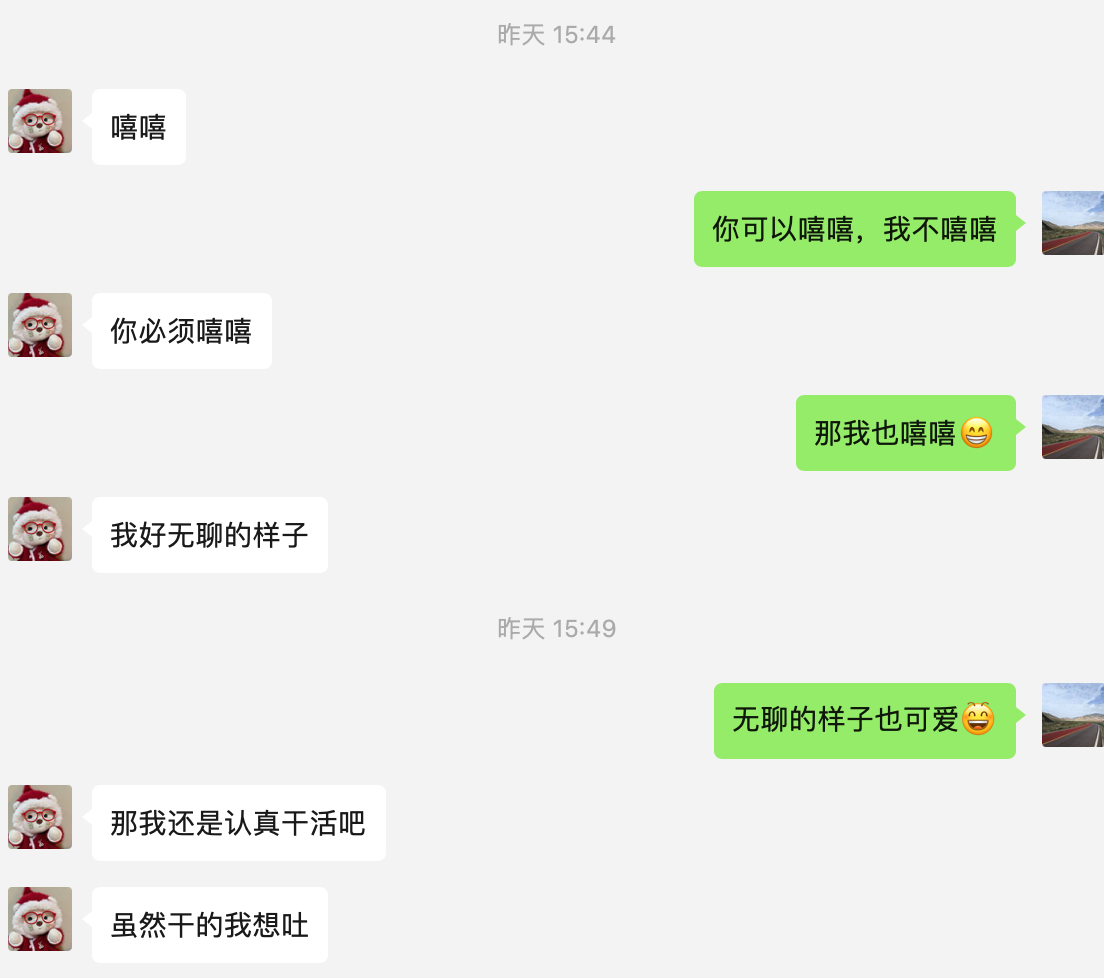 昨天 15:44
嘻嘻
你可以嘻嘻，我不嘻嘻
你必须嘻嘻
那我也嘻嘻😁
我好无聊的样子
昨天 15:49
无聊的样子也可爱😄
那我还是认真干活吧
虽然干的我想吐